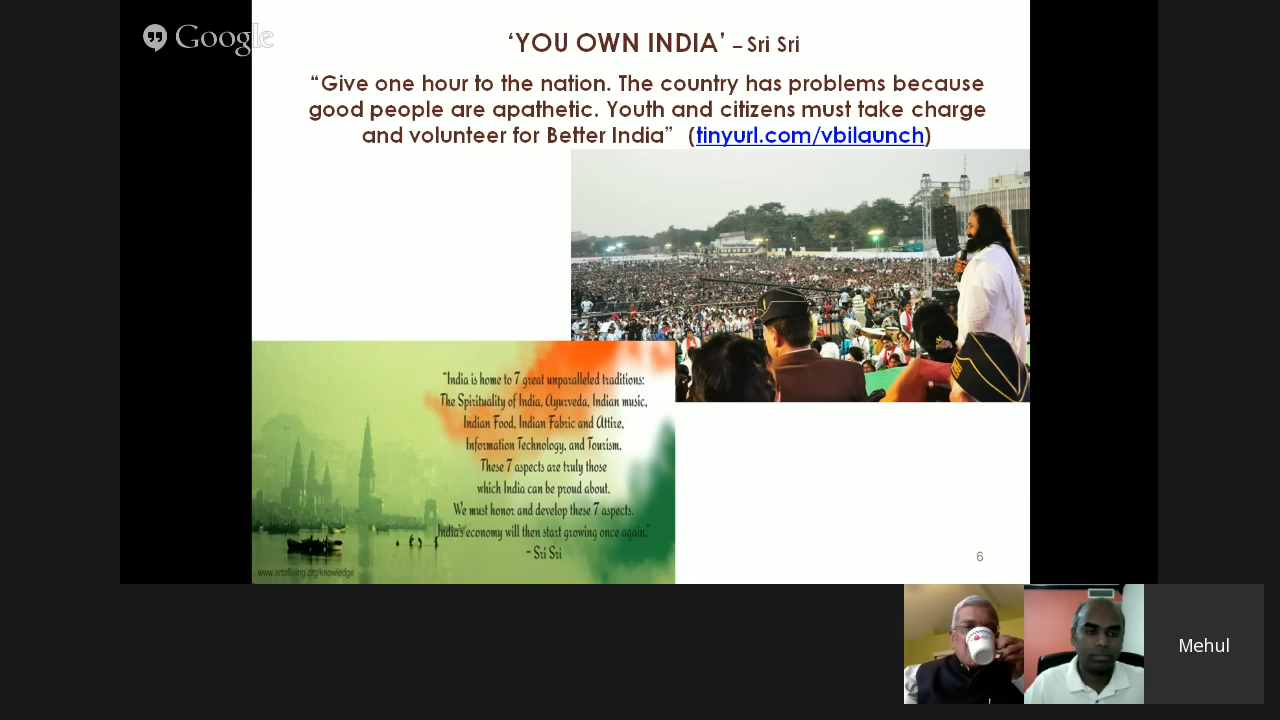 Google
‘YOU OWN INDIA’ – Sri Sri
“Give one hour to the nation. The country has problems because
good people are apathetic. Youth and citizens must take charge
and volunteer for Better India” (tinyurl.com/vbilaunch)
“India is home to 7 great unparalleled traditions:
The Spirituality of India, Ayurveda, Indian music,
Indian Food, Indian Fabric and Attire,
Information Technology, and Tourism.
These 7 aspects are truly those
which India can be proud about.
We must honor and develop these 7 aspects.
India's economy will then start growing once again.”
- Sri Sri
www.artofliving.org/knowledge
6
Mehul